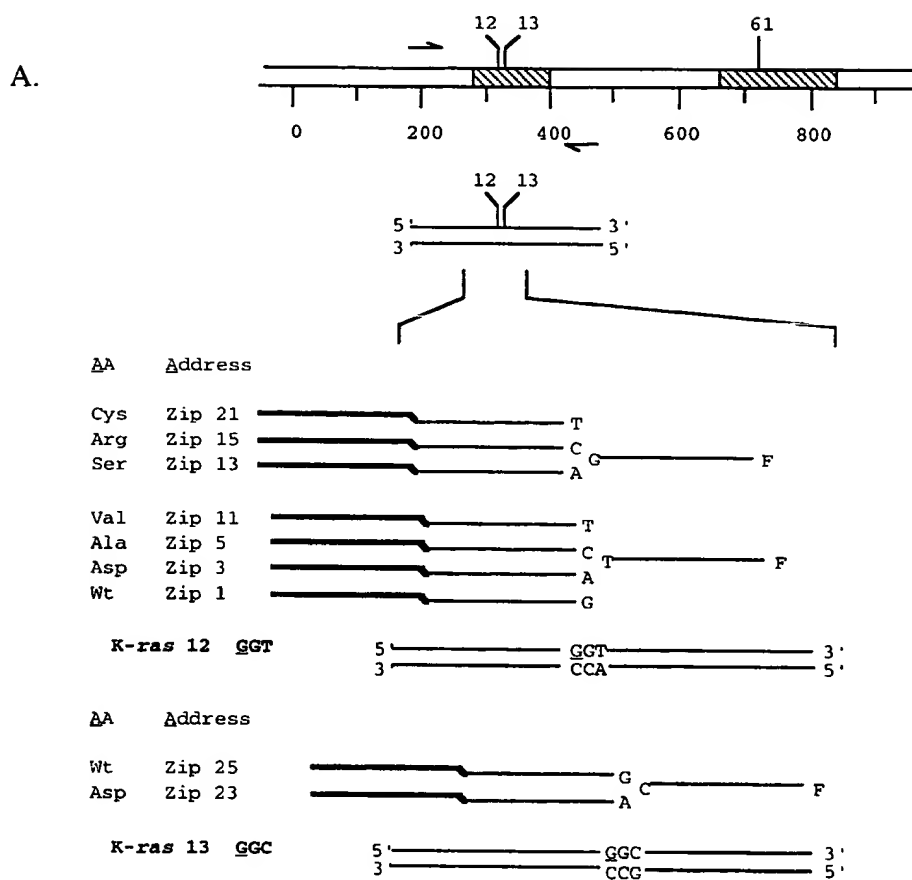 A.
12 13 61
0 200 400 600 800
12 13
5' 3'
3 5'
AA Address
Cys Zip 21 T
Arg Zip 15 C
G F
Ser Zip 13 A
Val Zip 11 T
Ala Zip 5 C
T F
Asp Zip 3 A
Wt Zip 1 G
K-ras 12 GGT 5' GGT 3'
3 CCA 5'
AA Address
Wt Zip 25 G
C F
Asp Zip 23 A
K-ras 13 GGC 5' GGC 3'
3 CCG 5'